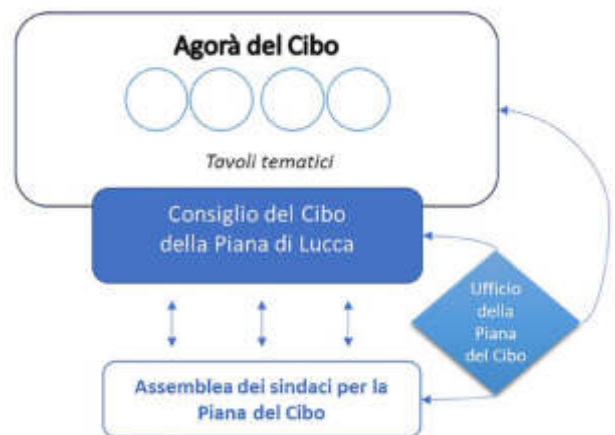 Agorà del Cibo
Tavoli tematici
Consiglio del Cibo
della Piana di Lucca
Ufficio
della
Piana
del Cibo
Assemblea dei sindaci per la
Piana del Cibo